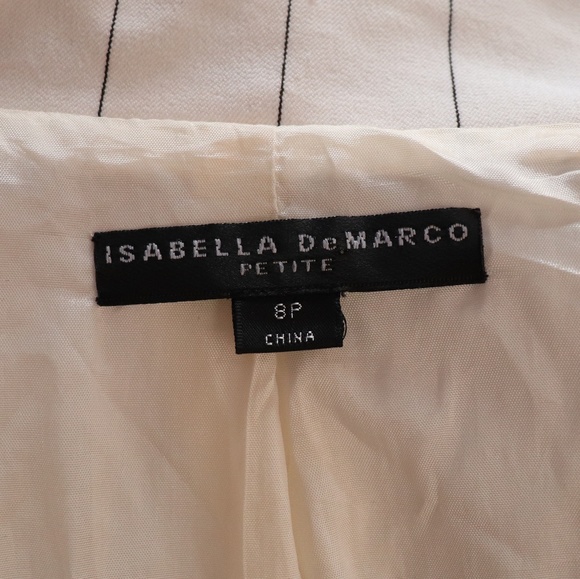 ISABELLA DeMARCO
PETITE
8P
CHINA